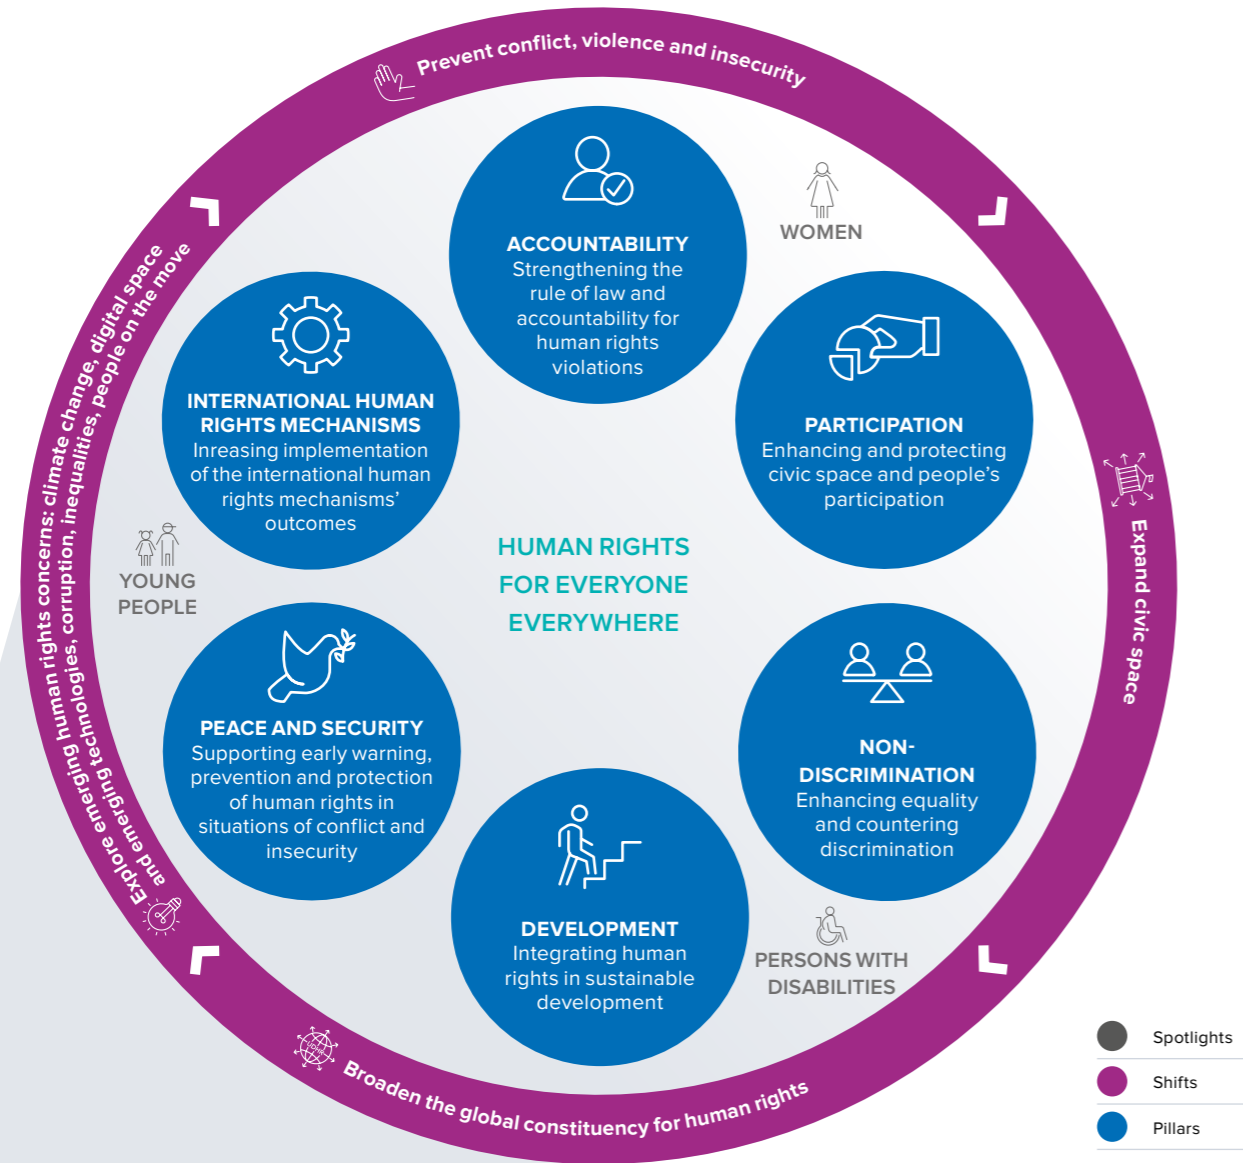 Prevent conflict, violence and insecurity
ACCOUNTABILITY
Strengthening the
rule of law and
accountability for
human rights
violations
WOMEN
PARTICIPATION
Enhancing and protecting
civic space and people's
participation
Expand civic space
NON-
DISCRIMINATION
Enhancing equality
and countering
discrimination
PERSONS WITH
DISABILITIES
DEVELOPMENT
Integrating human
rights in sustainable
development
Broaden the global constituency for human rights
UDHR
PEACE AND SECURITY
Supporting early warning,
prevention and protection
of human rights in
situations of conflict and
insecurity
YOUNG
PEOPLE
INTERNATIONAL HUMAN
RIGHTS MECHANISMS
Inreasing implementation
of the international human
rights mechanisms'
outcomes
Explore emerging human rights concerns: climate change, digital space
and emerging technologies, corruption, inequalities, people on the move
HUMAN RIGHTS
FOR EVERYONE
EVERYWHERE
Spotlights
Shifts
Pillars